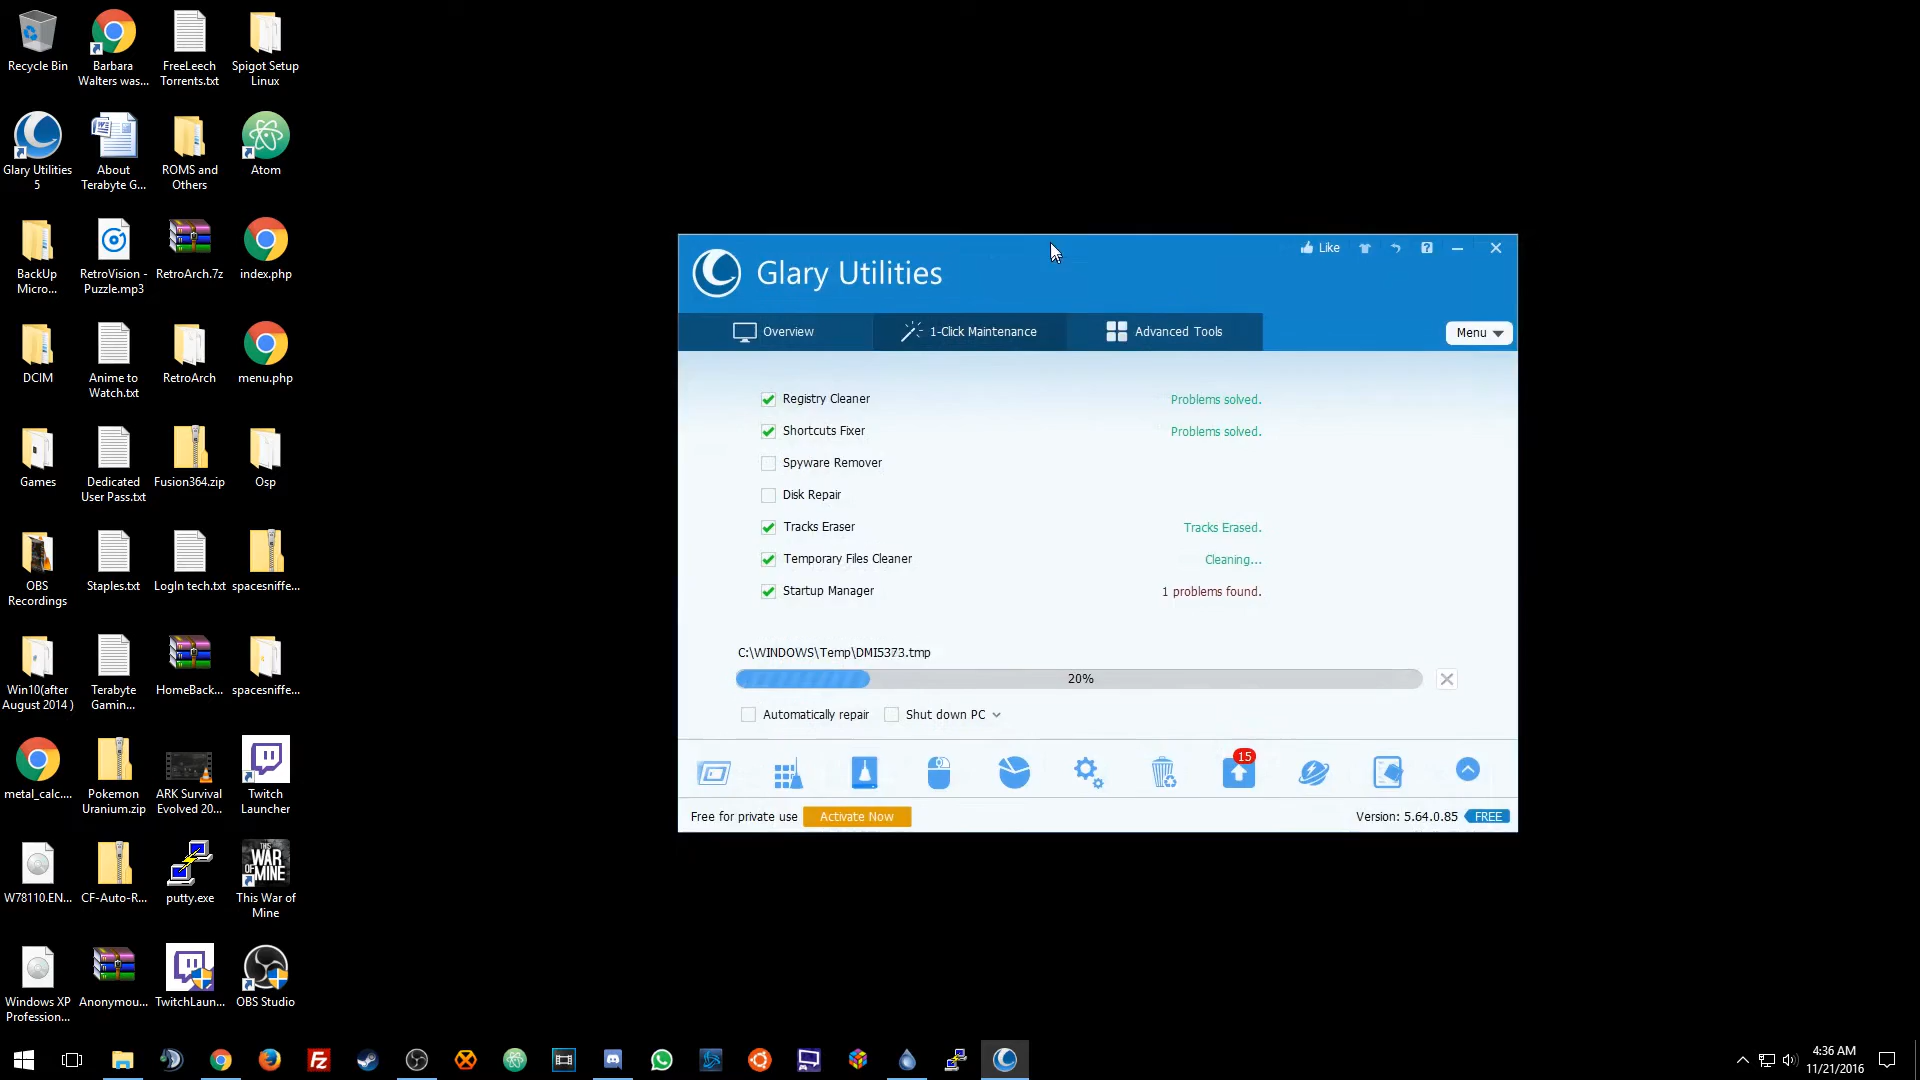 Recycle Bin
Barbara
Walters was...
FreeLeech
Torrents.txt
Spigot Setup
Linux
Glary Utilities
5
About
Terabyte G...
ROMS and
Others
Atom
BackUp
Micro...
RetroVision -
Puzzle.mp3
RetroArch.7z
index.php
DCIM
Anime to
Watch.txt
RetroArch
menu.php
Games
Dedicated
User Pass.txt
Fusion364.zip
Osp
OBS
Recordings
Staples.txt
LogIn tech.txt
spacesniffe...
Win10(after
August 2014 )
Terabyte
Gamin...
HomeBack...
spacesniffe...
metal_calc....
Pokemon
Uranium.zip
ARK Survival
Evolved 20...
Twitch
Launcher
W78110.EN...
CF-Auto-R...
putty.exe
THIS
WAR
OF MINE
This War of
Mine
Windows XP
Profession...
Anonymou...
TwitchLaun...
OBS Studio
Glary Utilities
Like
Overview
1-Click Maintenance
Advanced Tools
Menu
Registry Cleaner
Problems solved.
Shortcuts Fixer
Problems solved.
Spyware Remover
Disk Repair
Tracks Eraser
Tracks Erased.
Temporary Files Cleaner
Cleaning...
Startup Manager
1 problems found.
C:\WINDOWS\Temp\DMI5373.tmp
20%
Automatically repair
Shut down PC
15
Free for private use
Activate Now
Version: 5.64.0.85
FREE
4:36 AM
11/21/2016